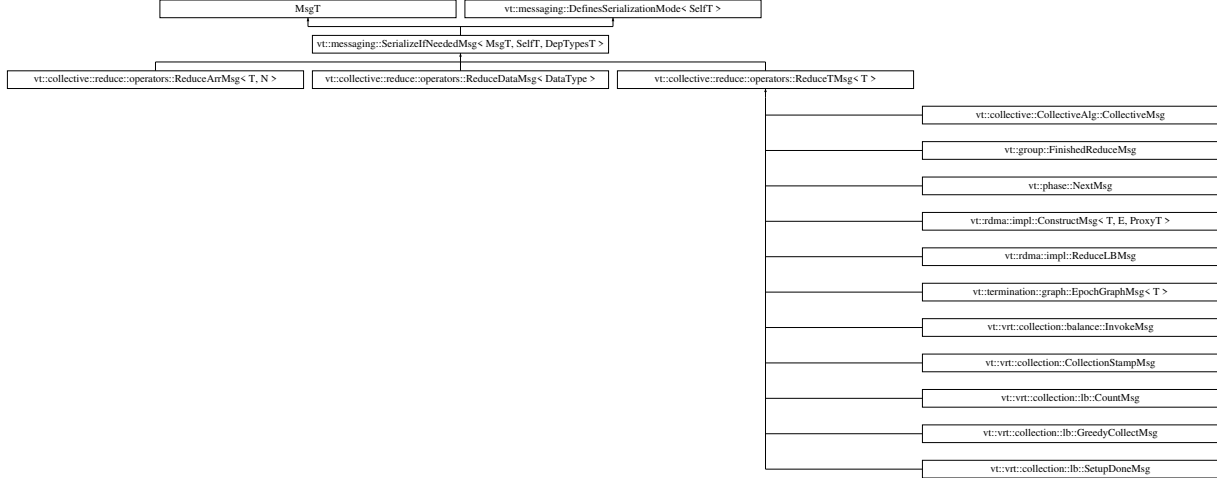 MsgT
vt::messaging::DefinesSerializationMode< SelfT >
vt::messaging::SerializeIfNeededMsg< MsgT, SelfT, DepTypesT >
vt::collective::reduce::operators::ReduceArrMsg< T, N >
vt::collective::reduce::operators::ReduceDataMsg< DataType >
vt::collective::reduce::operators::ReduceTMsg< T >
vt::collective::CollectiveAlg::CollectiveMsg
vt::group::FinishedReduceMsg
vt::phase::NextMsg
vt::rdma::impl::ConstructMsg< T, E, ProxyT >
vt::rdma::impl::ReduceLBMsg
vt::termination::graph::EpochGraphMsg< T >
vt::vrt::collection::balance::InvokeMsg
vt::vrt::collection::CollectionStampMsg
vt::vrt::collection::lb::CountMsg
vt::vrt::collection::lb::GreedyCollectMsg
vt::vrt::collection::lb::SetupDoneMsg